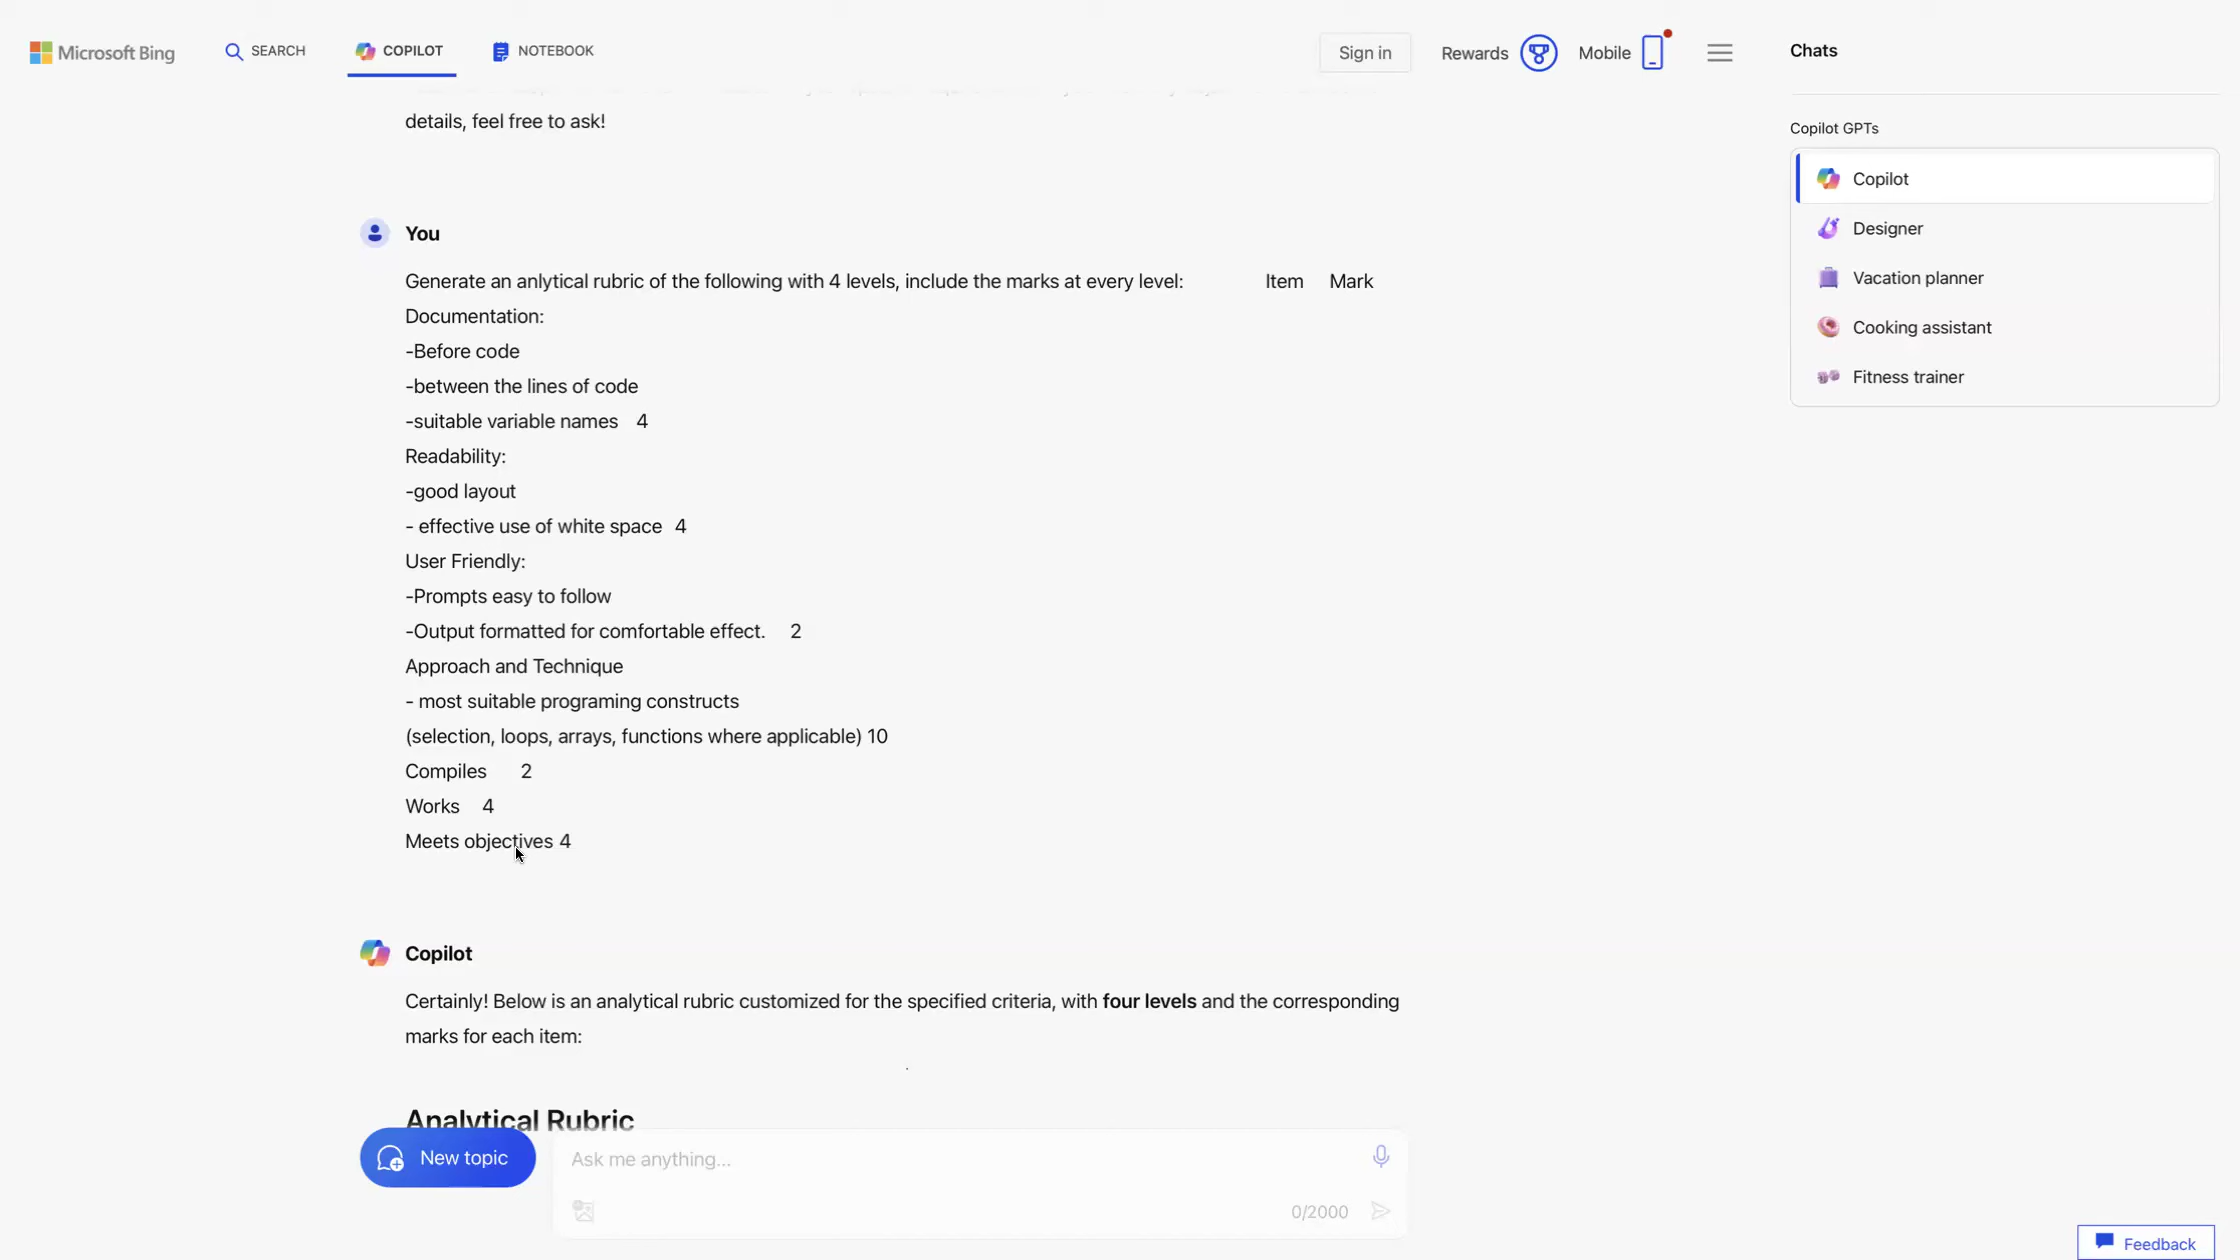 Microsoft Bing
SEARCH
COPILOT
NOTEBOOK
Sign in
Rewards
Mobile
Chats
details, feel free to ask!
You
Generate an anlytical rubric of the following with 4 levels, include the marks at every level: Item Mark
Documentation:
-Before code
-between the lines of code
-suitable variable names 4
Readability:
-good layout
- effective use of white space 4
User Friendly:
-Prompts easy to follow
-Output formatted for comfortable effect. 2
Approach and Technique
- most suitable programing constructs
(selection, loops, arrays, functions where applicable) 10
Compiles 2
Works 4
Meets objectives 4
Copilot
Certainly! Below is an analytical rubric customized for the specified criteria, with four levels and the corresponding
marks for each item:
Analytical Rubric
New topic
Ask me anything...
0/2000
Copilot GPTs
Copilot
Designer
Vacation planner
Cooking assistant
Fitness trainer
Feedback